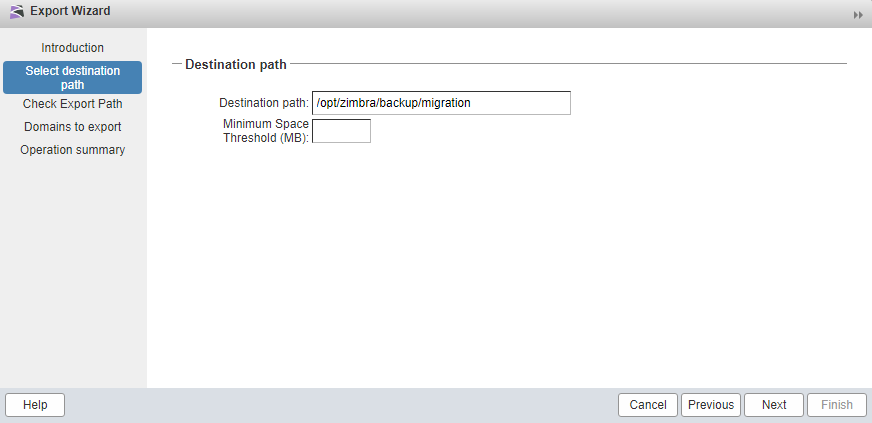 Export Wizard
Introduction
Select destination
path
Check Export Path
Domains to export
Operation summary
Destination path
Destination path: /opt/zimbra/backup/migration
Minimum Space
Threshold (MB):
Help
Cancel
Previous
Next
Finish